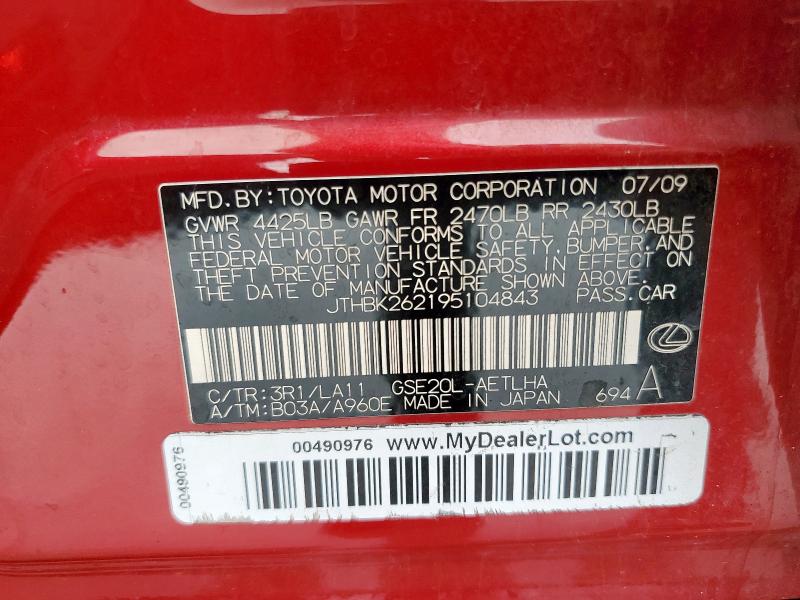 MFD. BY: TOYOTA MOTOR CORPORATION 07/09
GVWR 4425LB GAWR FR 2470LB RR 2430LB
THIS VEHICLE CONFORMS TO ALL APPLICABLE
FEDERAL MOTOR VEHICLE SAFETY, BUMPER, AND
THEFT PREVENTION STANDARDS IN EFFECT ON
THE DATE OF MANUFACTURE SHOWN ABOVE.
JTHBK262195104843 PASS. CAR
C/TR: 3R1/LA11 GSE20L-AETLHA
A/TM: B03A/A960E MADE IN JAPAN 694 A
00490976 www.MyDealerLot.com
00490976